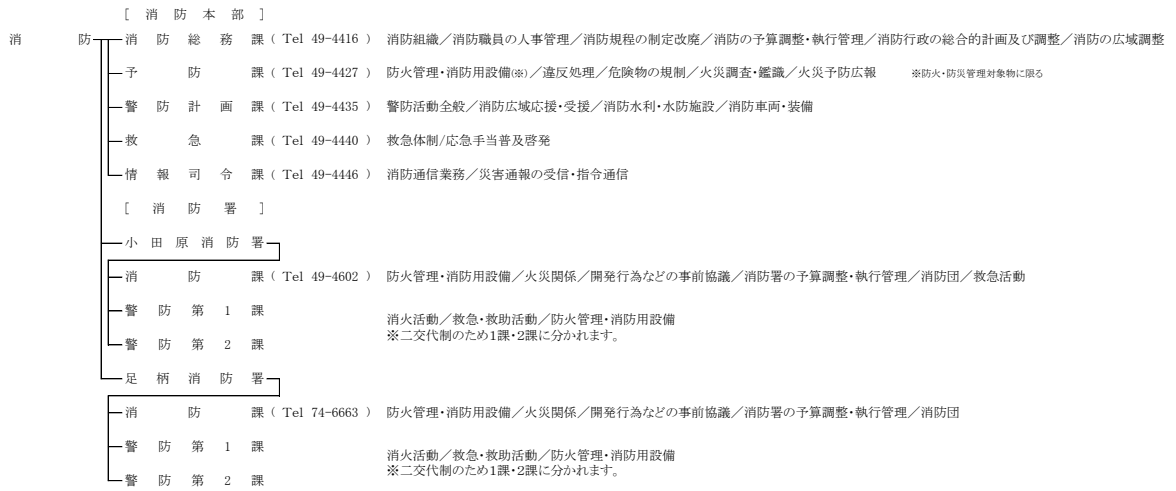 ［ 消 防 本 部 ］
消 防 消 防 総 務 課 ( Tel 49-4416 ) 消防組織／消防職員の人事管理／消防規程の制定改廃／消防の予算調整・執行管理／消防行政の総合的計画及び調整／消防の広域調整
予 防 課 ( Tel 49-4427 ) 防火管理・消防用設備(※)／違反処理／危険物の規制／火災調査・鑑識／火災予防広報 ※防火・防災管理対象物に限る
警 防 計 画 課 ( Tel 49-4435 ) 警防活動全般／消防広域応援・受援／消防水利・水防施設／消防車両・装備
救 急 課 ( Tel 49-4440 ) 救急体制/応急手当普及啓発
情 報 司 令 課 ( Tel 49-4446 ) 消防通信業務／災害通報の受信・指令通信
［ 消 防 署 ］
小 田 原 消 防 署
消 防 課 ( Tel 49-4602 ) 防火管理・消防用設備／火災関係／開発行為などの事前協議／消防署の予算調整・執行管理／消防団／救急活動
警 防 第 1 課
消火活動／救急・救助活動／防火管理・消防用設備
※二交代制のため1課・2課に分かれます。
警 防 第 2 課
足 柄 消 防 署
消 防 課 ( Tel 74-6663 ) 防火管理・消防用設備／火災関係／開発行為などの事前協議／消防署の予算調整・執行管理／消防団
警 防 第 1 課
消火活動／救急・救助活動／防火管理・消防用設備
※二交代制のため1課・2課に分かれます。
警 防 第 2 課